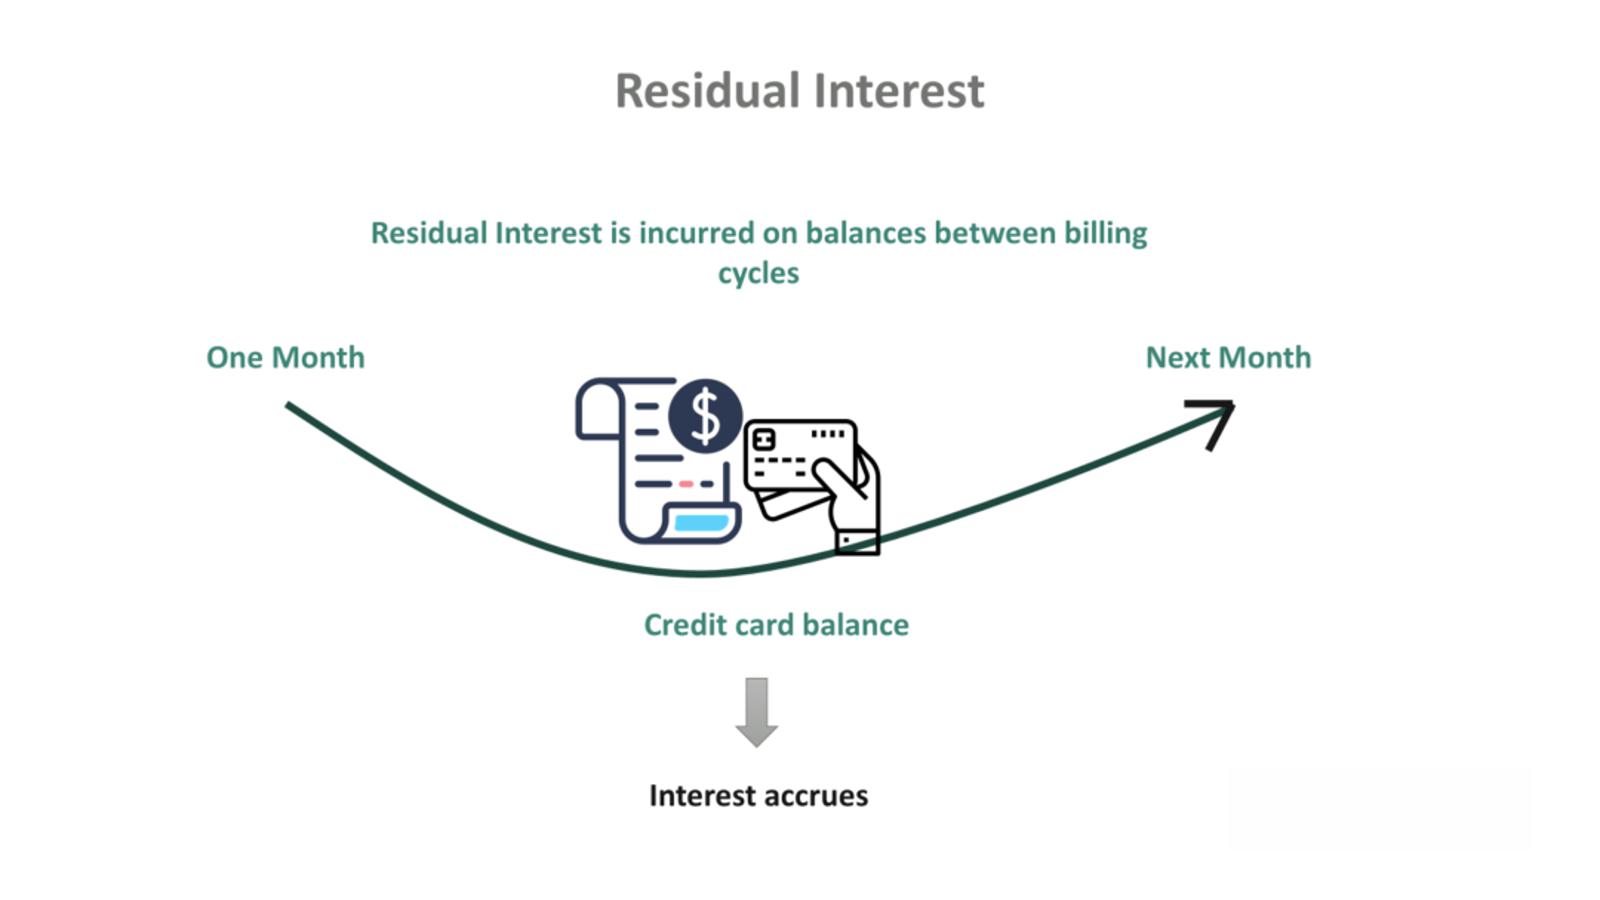 Residual Interest
Residual Interest is incurred on balances between billing
cycles
One Month
Next Month
$
Credit card balance
Interest accrues